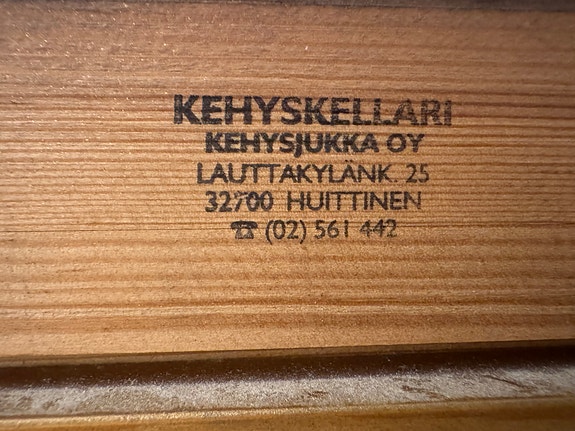 KEHYSKELLARI
KEHYSJUKKA OY
LAUTTAKYLÄNK. 25
32700 HUITTINEN
☎ (02) 561 442